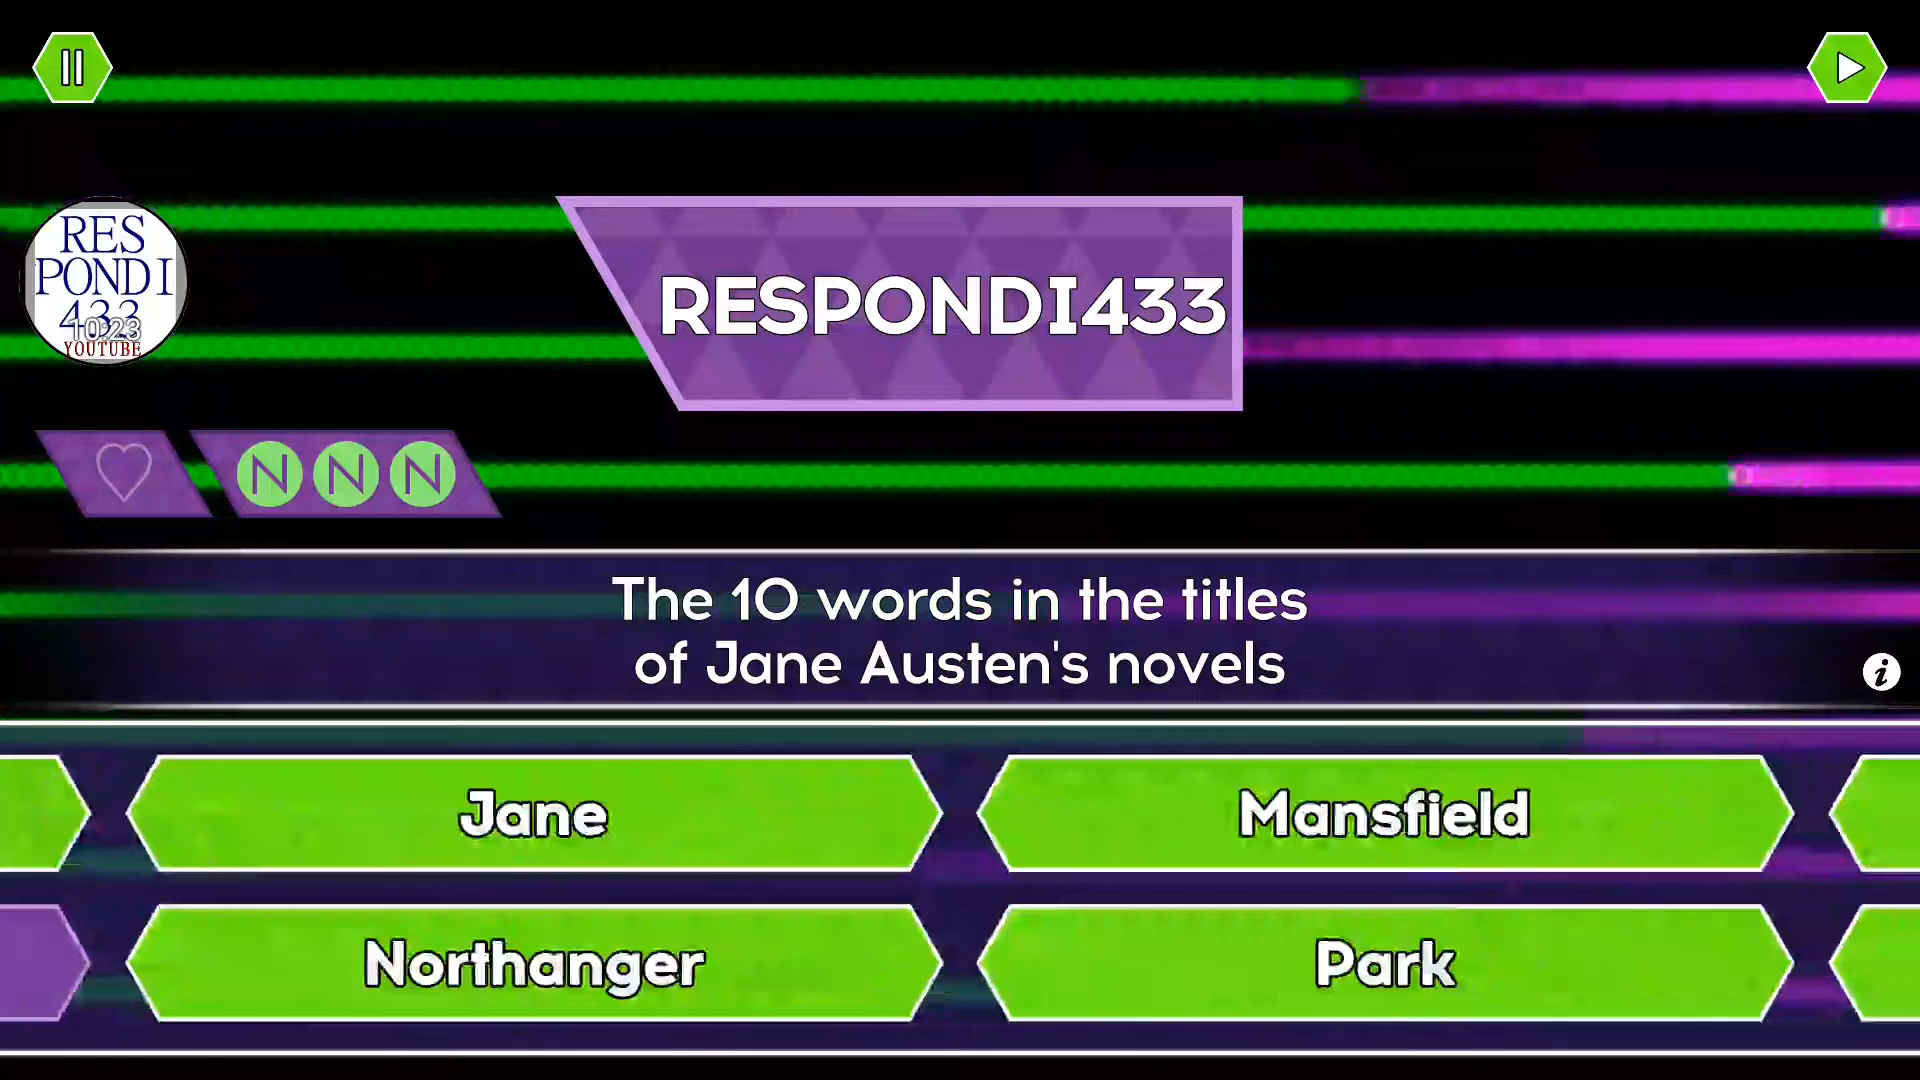 RES
POND I
433
10:23
YOUTUBE
RESPONDI433
N N N
The 10 words in the titles
of Jane Austen's novels
i
Jane
Mansfield
Northanger
Park